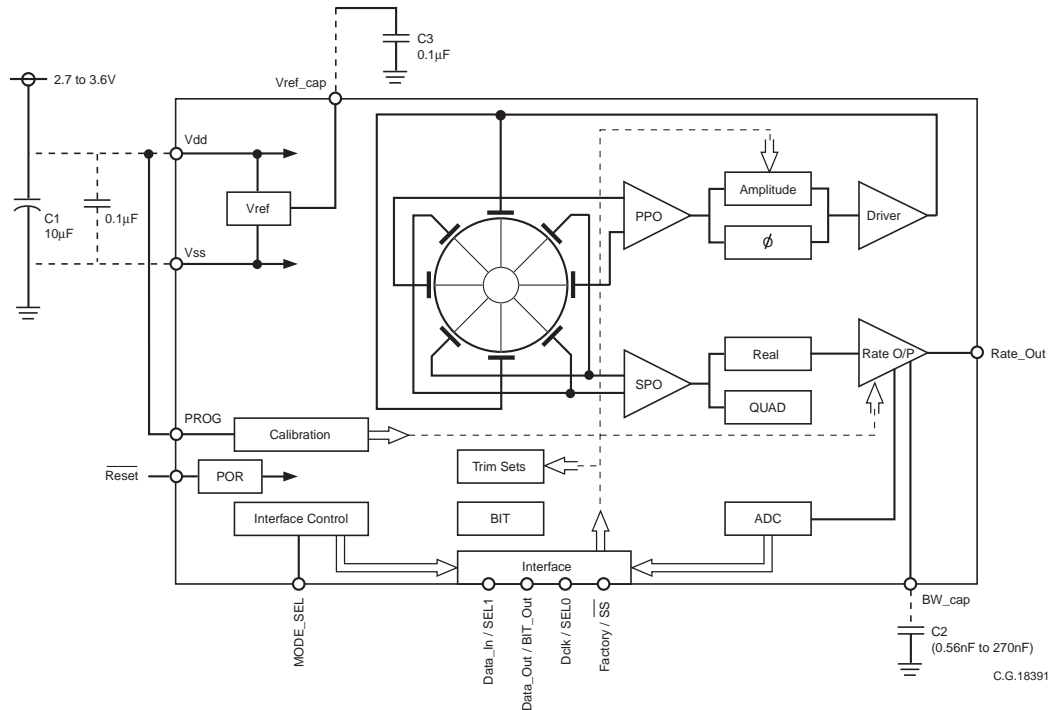 C3
0.1μF
2.7 to 3.6V
Vref_cap
Vdd
C1
10μF
0.1μF
Vref
Vss
PPO
Amplitude
ϕ
Driver
SPO
Real
QUAD
Rate O/P
Rate_Out
PROG
Calibration
Reset
POR
Trim Sets
Interface Control
BIT
ADC
Interface
MODE_SEL
Data_In / SEL1
Data_Out / BIT_Out
Dclk / SEL0
Factory / SS
BW_cap
C2
(0.56nF to 270nF)
C.G.18391